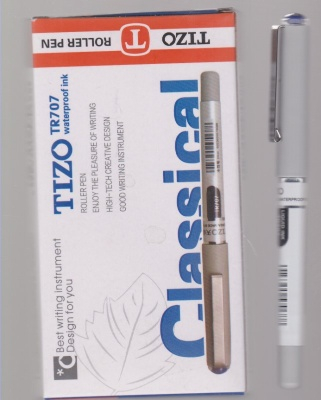 TIZO T ROLLER PEN
TIZO TR707
waterproof ink
ROLLER PEN
ENJOY THE PLEASURE OF WRITING
HIGH-TECH CREATIVE DESIGN
GOOD WRITING INSTRUMENT
Classical
Best writing instrument
Design for you